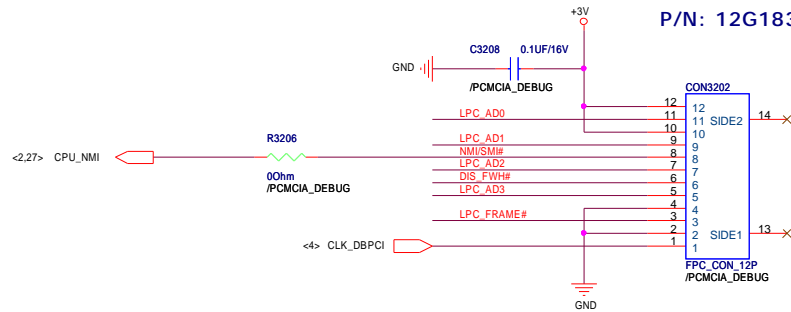 +3V
P/N: 12G183
C3208 0.1UF/16V
GND
/PCMCIA_DEBUG
CON3202
12 12
LPC_AD0 11 11 SIDE2 14
10 10
R3206
LPC_AD1 9 9
<2,27> CPU_NMI NMI/SMI# 8 8
LPC_AD2 7 7
0Ohm DIS_FWH# 6 6
/PCMCIA_DEBUG
LPC_AD3 5 5
4 4
LPC_FRAME# 3 3
2 2 SIDE1 13
<4> CLK_DBPCI 1 1
FPC_CON_12P
/PCMCIA_DEBUG
GND